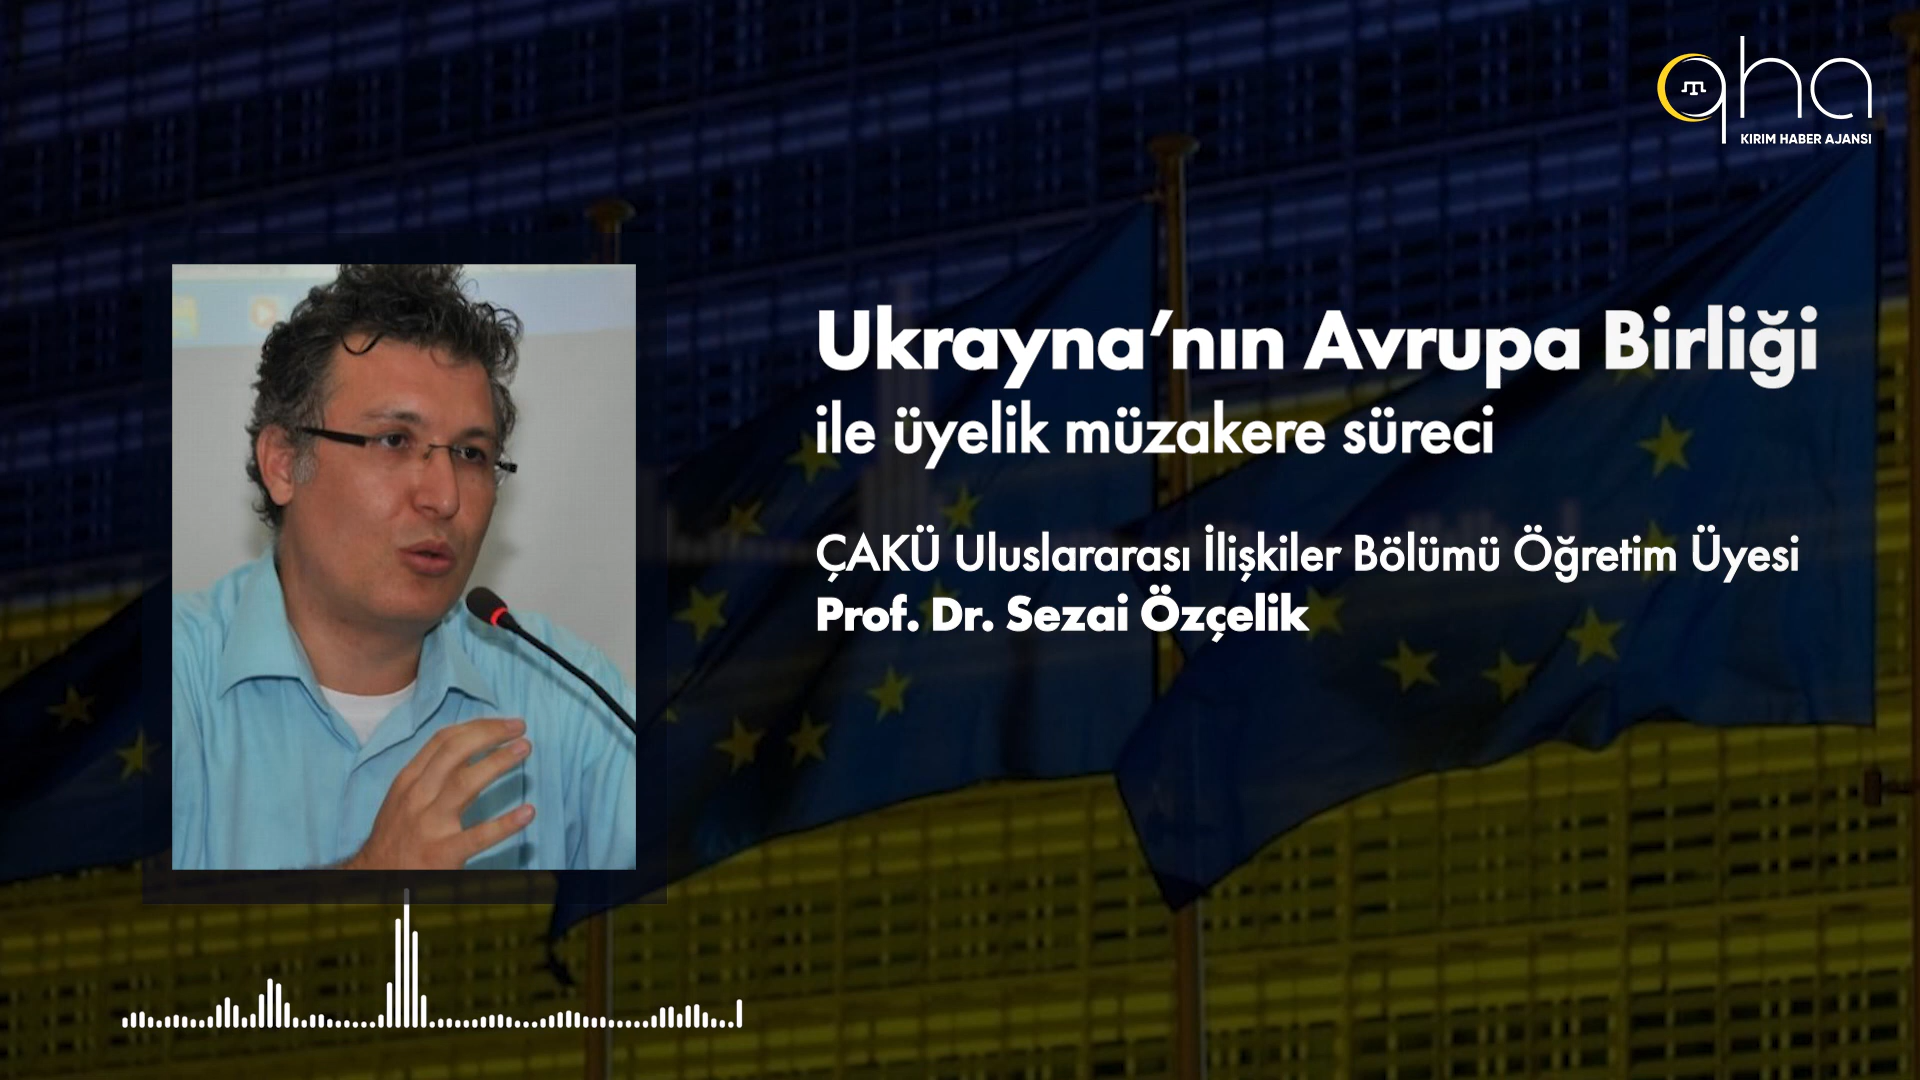 qha
KIRIM HABER AJANSI
Ukrayna’nın Avrupa Birliği
ile üyelik müzakere süreci
ÇAKÜ Uluslararası İlişkiler Bölümü Öğretim Üyesi
Prof. Dr. Sezai Özçelik